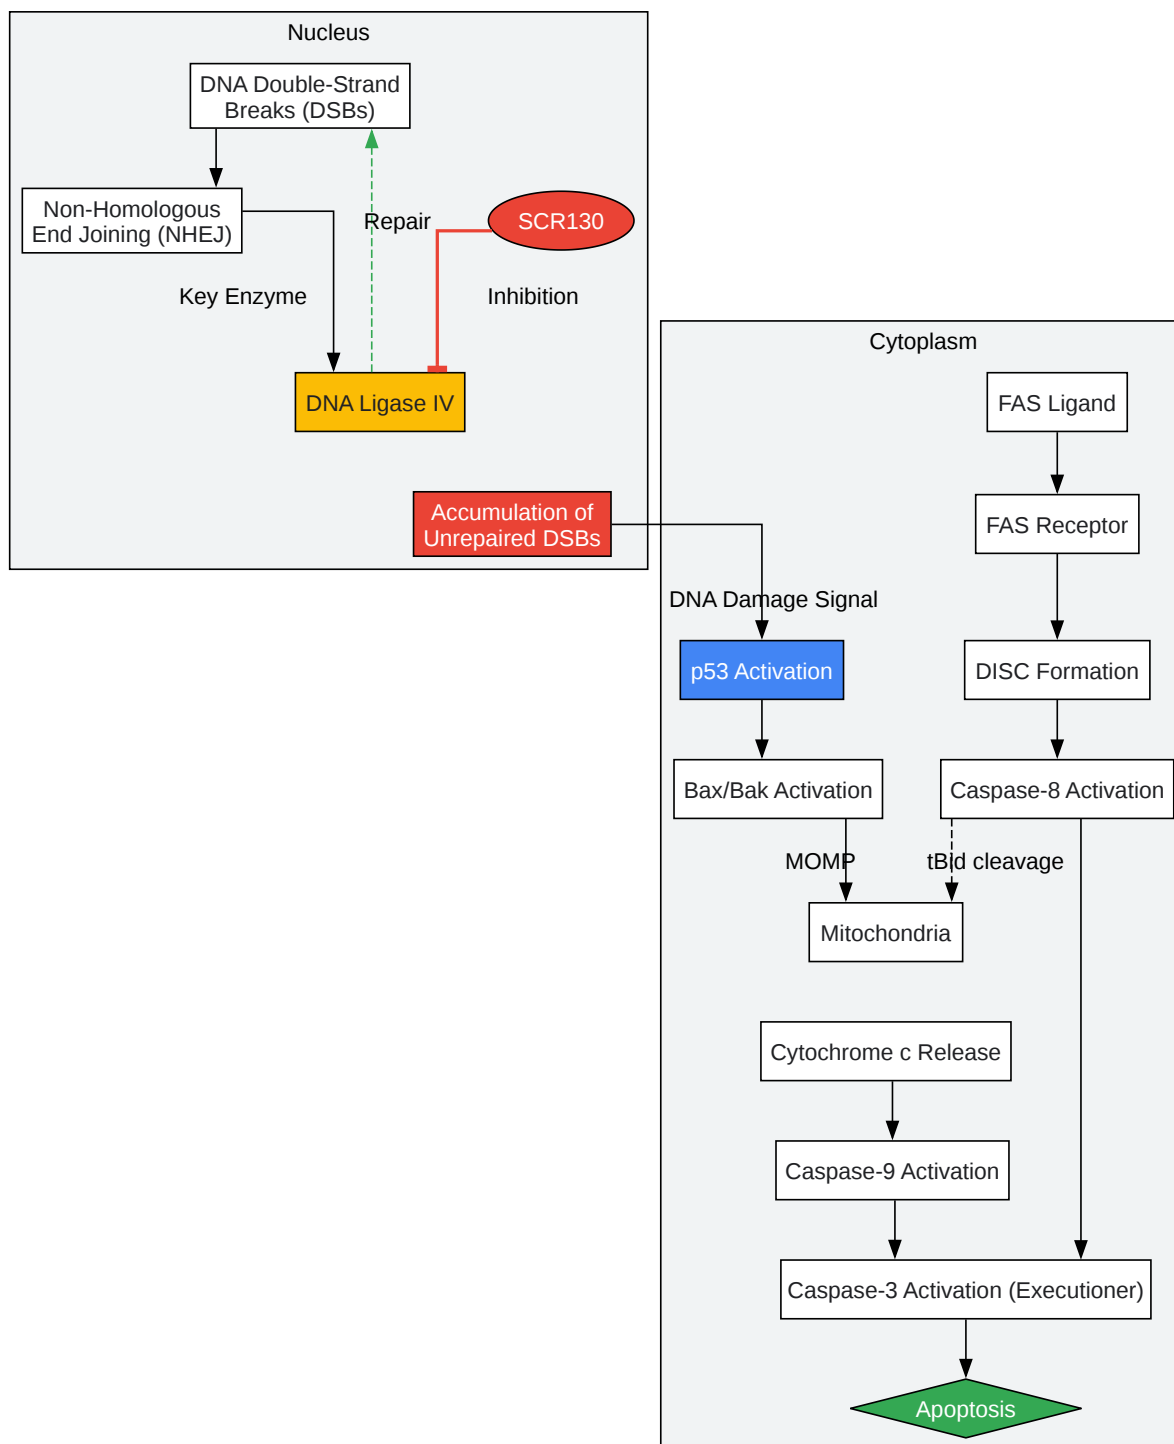 Nucleus
DNA Double-Strand
Breaks (DSBs)
Non-Homologous
End Joining (NHEJ)
Repair
SCR130
Key Enzyme
Inhibition
DNA Ligase IV
Accumulation of
Unrepaired DSBs
Cytoplasm
FAS Ligand
FAS Receptor
DNA Damage Signal
p53 Activation
DISC Formation
Bax/Bak Activation
Caspase-8 Activation
MOMP
tBid cleavage
Mitochondria
Cytochrome c Release
Caspase-9 Activation
Caspase-3 Activation (Executioner)
Apoptosis